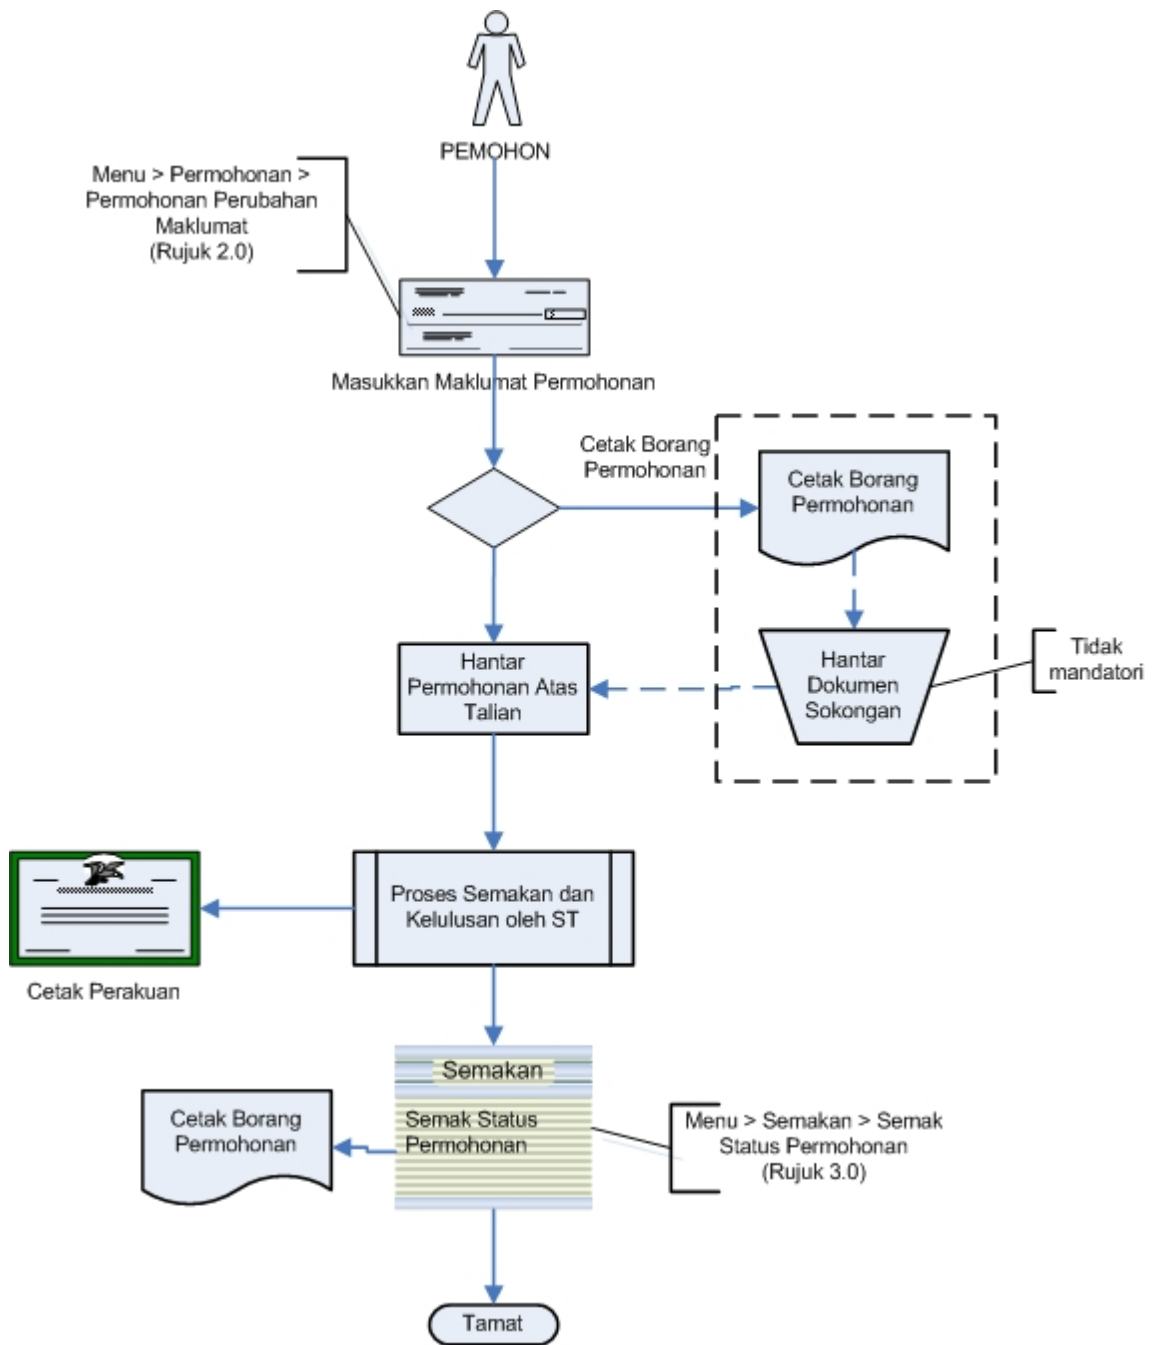 PEMOHON
Menu > Permohonan >
Permohonan Perubahan
Maklumat
(Rujuk 2.0)
Masukkan Maklumat Permohonan
Cetak Borang
Permohonan
Cetak Borang
Permohonan
Hantar
Permohonan Atas
Talian
Hantar
Dokumen
Sokongan
Tidak
mandatori
Proses Semakan dan
Kelulusan oleh ST
Cetak Perakuan
Semakan
Semak Status
Permohonan
Cetak Borang
Permohonan
Menu > Semakan > Semak
Status Permohonan
(Rujuk 3.0)
Tamat